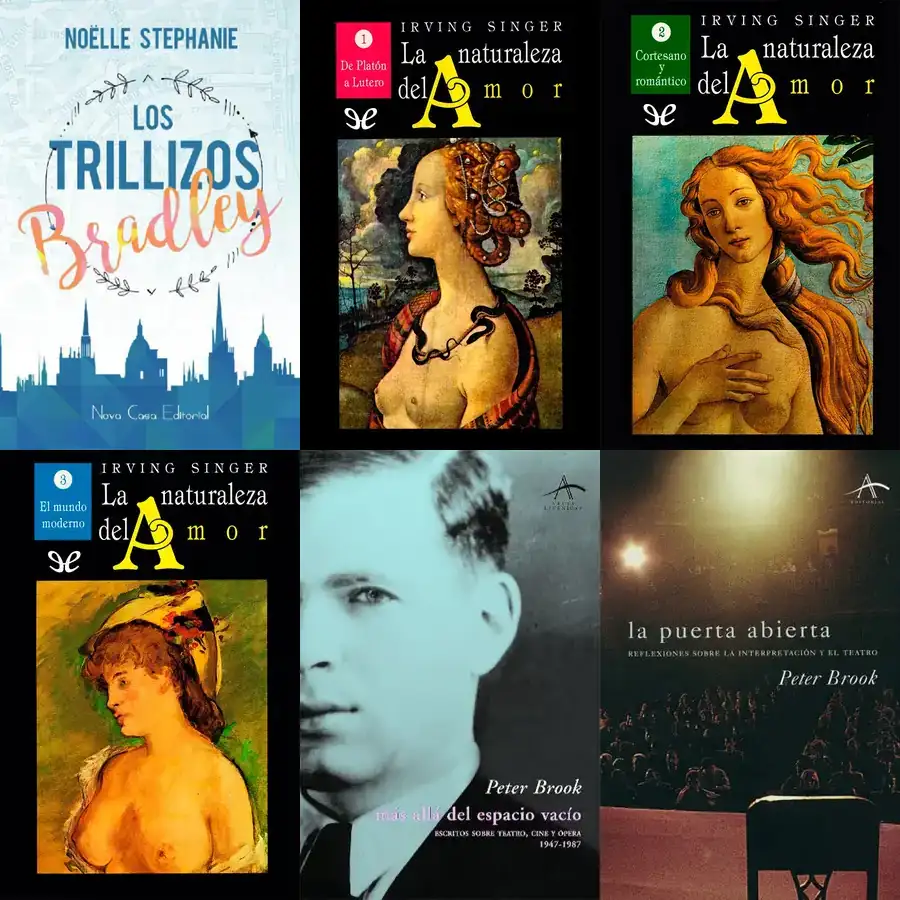 NOËLLE STEPHANIE
LOS
TRILLIZOS
Bradley
Nova Casa Editorial
1
De Platón
a Lutero
IRVING SINGER
La naturaleza
del Amor
2
Cortesano
y
romántico
IRVING SINGER
La naturaleza
del Amor
3
El mundo
moderno
IRVING SINGER
La naturaleza
del Amor
Peter Brook
más allá del espacio vacío
ESCRITOS SOBRE TEATRO, CINE Y ÓPERA
1947-1987
EDITORIAL
la puerta abierta
REFLEXIONES SOBRE LA INTERPRETACIÓN Y EL TEATRO
Peter Brook